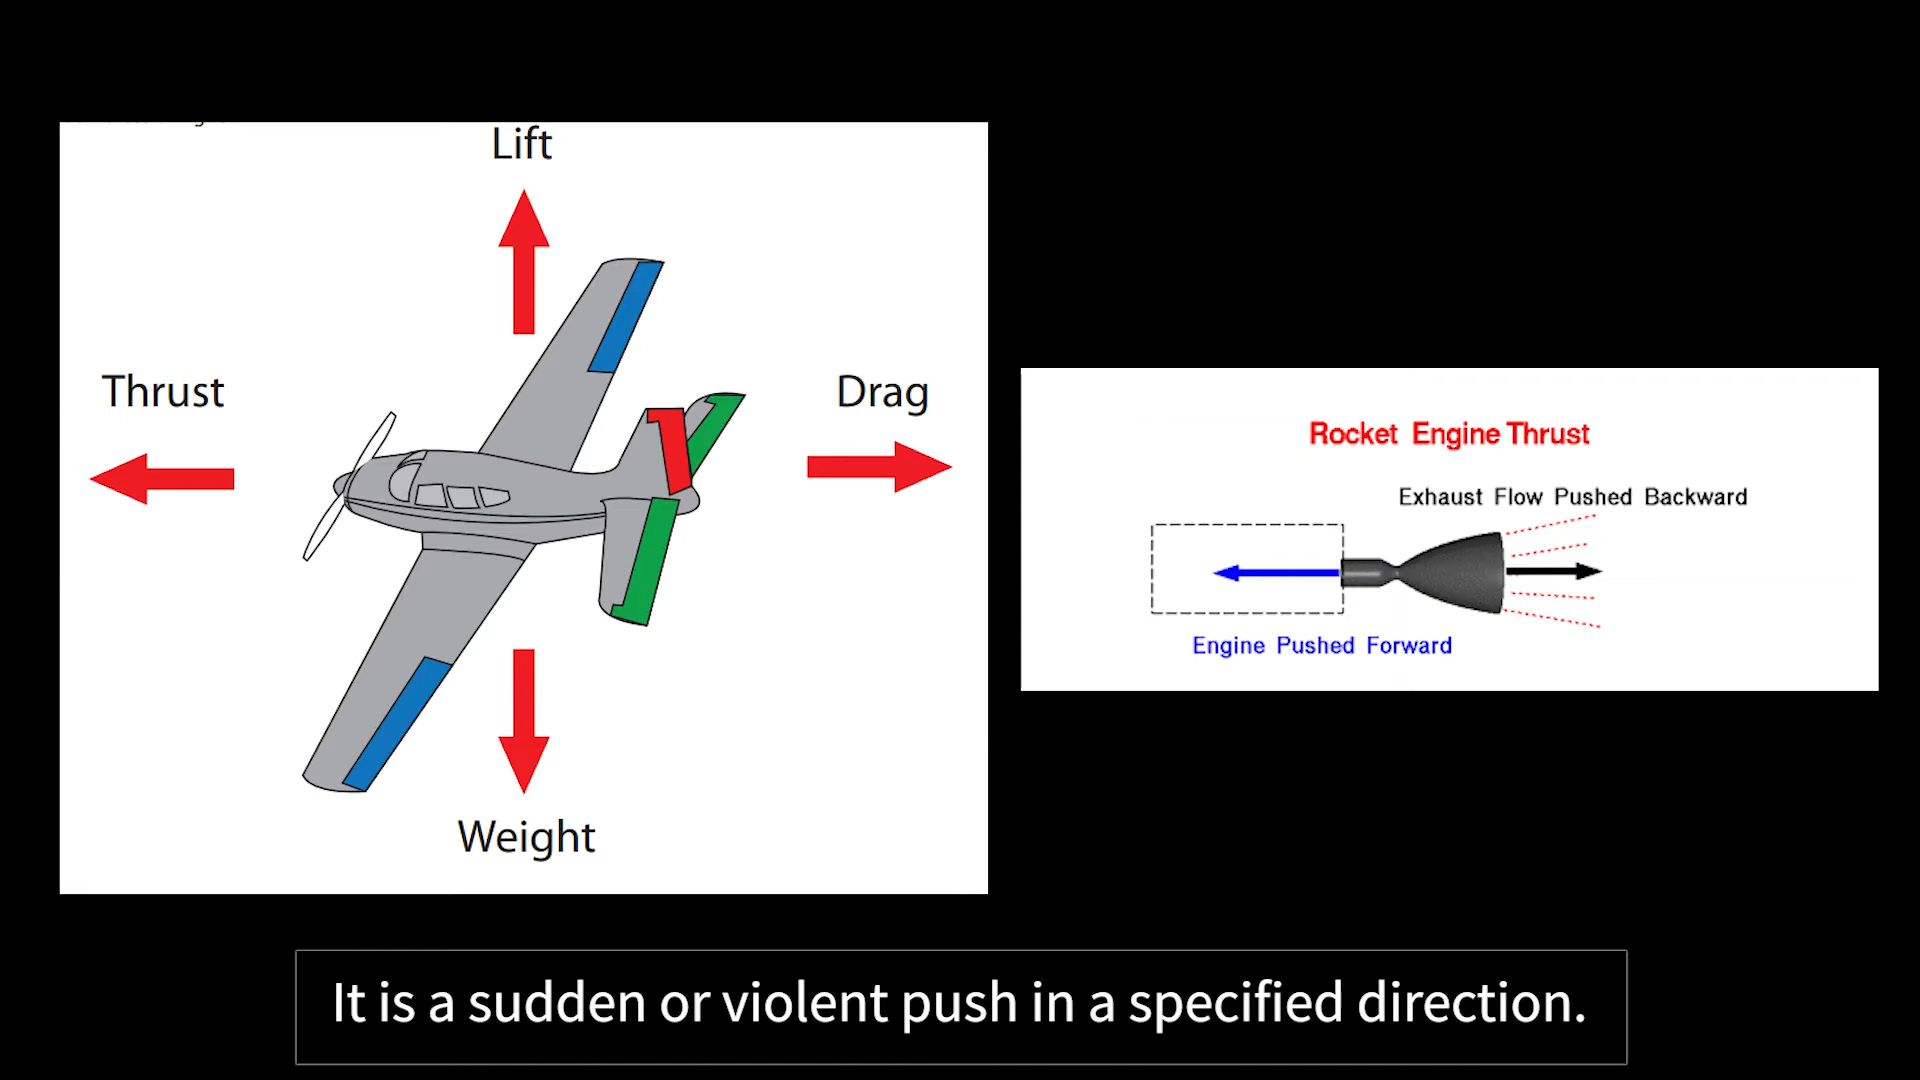 Lift
Thrust
Drag
Weight
Rocket Engine Thrust
Exhaust Flow Pushed Backward
Engine Pushed Forward
It is a sudden or violent push in a specified direction.